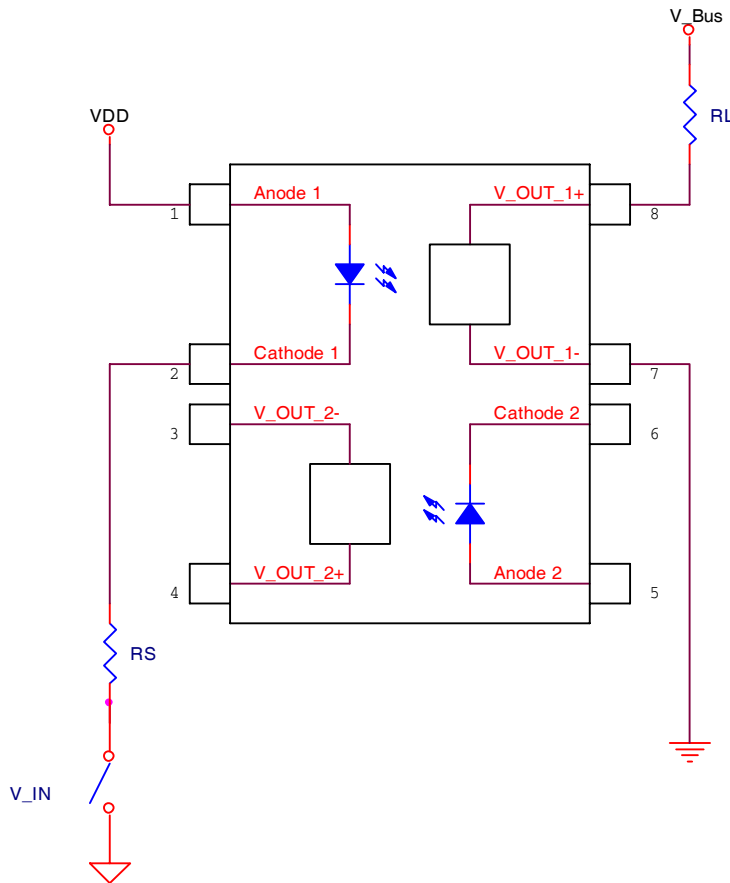 V_Bus
RL
VDD
Anode 1
V_OUT_1+
1
8
Cathode 1
V_OUT_1-
2
7
V_OUT_2-
Cathode 2
3
6
V_OUT_2+
Anode 2
4
5
RS
V_IN